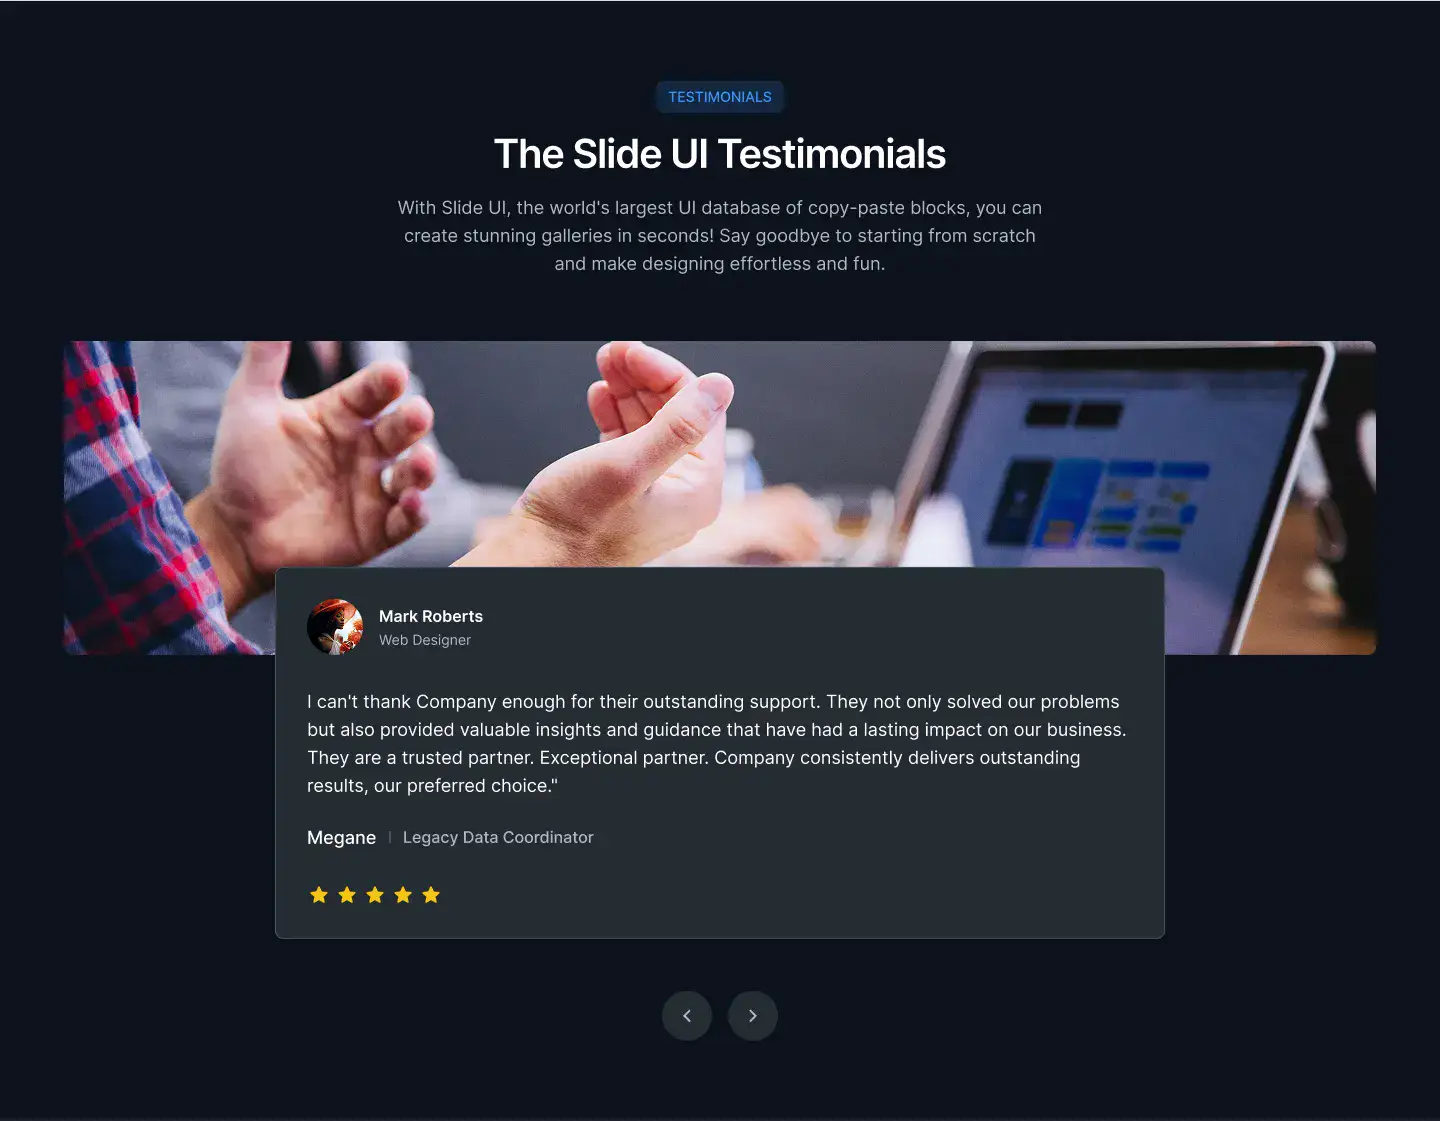 TESTIMONIALS
The Slide UI Testimonials
With Slide UI, the world's largest UI database of copy-paste blocks, you can
create stunning galleries in seconds! Say goodbye to starting from scratch
and make designing effortless and fun.
Mark Roberts
Web Designer
I can't thank Company enough for their outstanding support. They not only solved our problems
but also provided valuable insights and guidance that have had a lasting impact on our business.
They are a trusted partner. Exceptional partner. Company consistently delivers outstanding
results, our preferred choice."
Megane | Legacy Data Coordinator